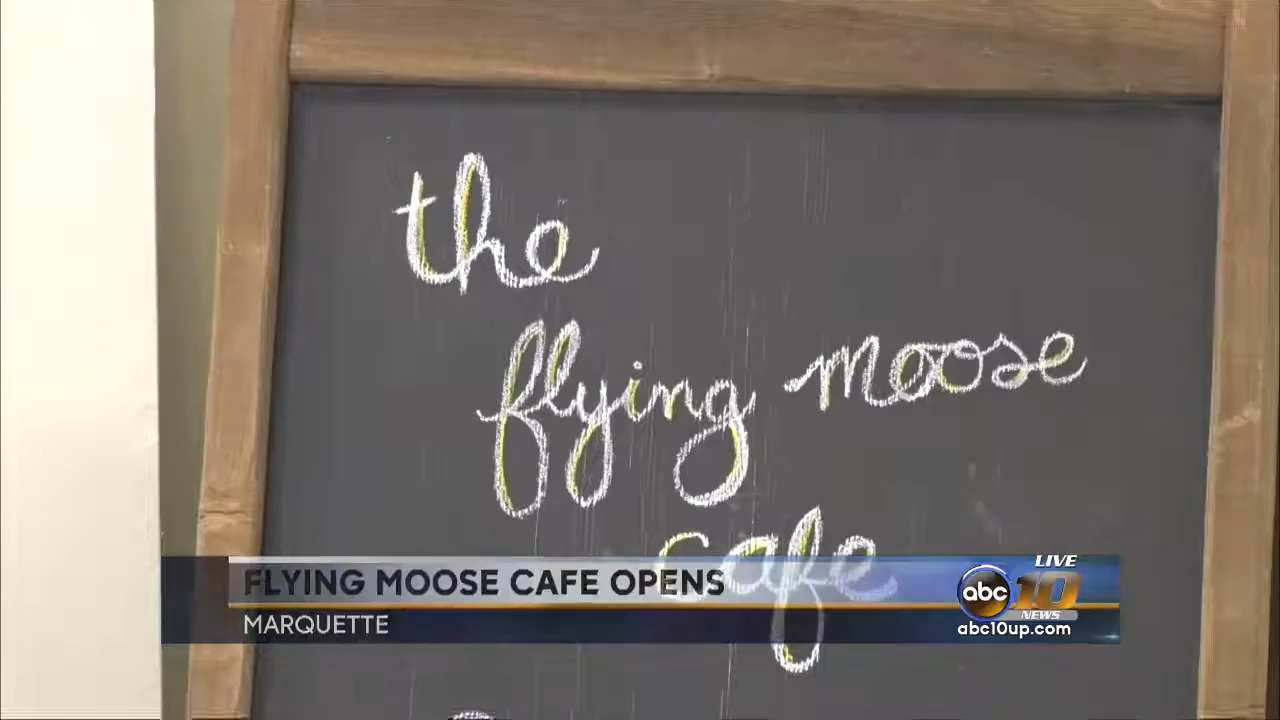 the
flying moose
cafe
FLYING MOOSE CAFE OPENS
MARQUETTE
LIVE
abc 10
NEWS
abc10up.com